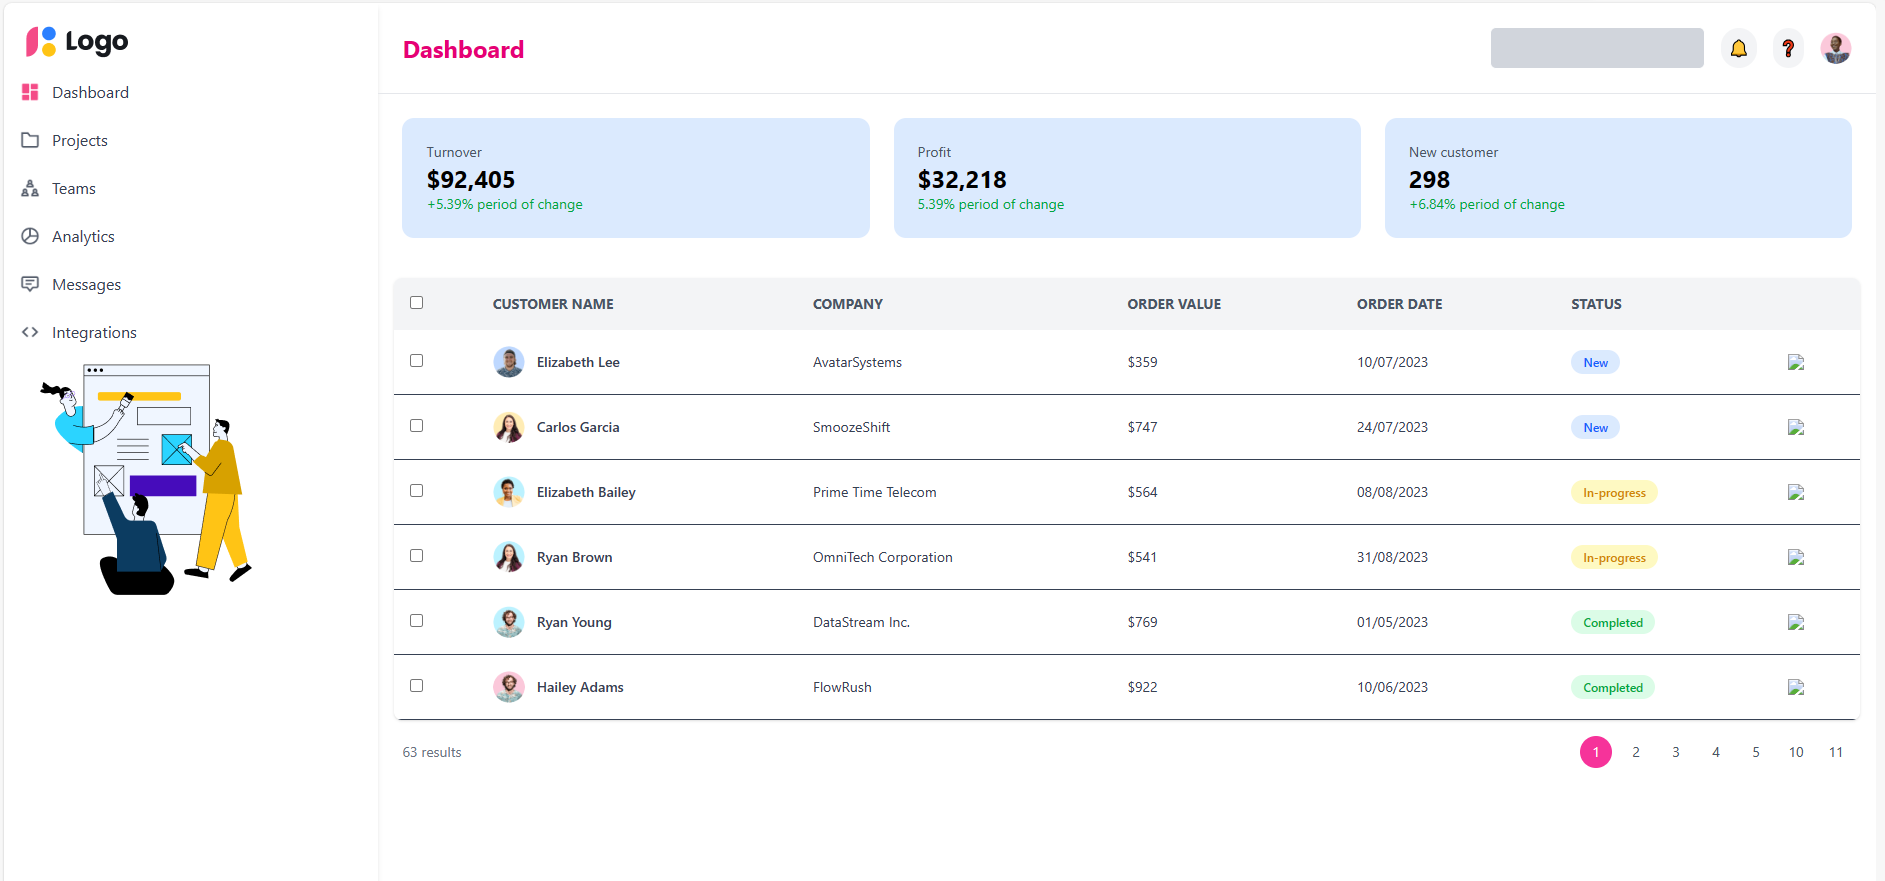 Logo
Dashboard
Projects
Teams
Analytics
Messages
Integrations
Dashboard
Turnover
$92,405
+5.39% period of change
Profit
$32,218
5.39% period of change
New customer
298
+6.84% period of change
CUSTOMER NAME COMPANY ORDER VALUE ORDER DATE STATUS
Elizabeth Lee AvatarSystems $359 10/07/2023 New
Carlos Garcia SmoozeShift $747 24/07/2023 New
Elizabeth Bailey Prime Time Telecom $564 08/08/2023 In-progress
Ryan Brown OmniTech Corporation $541 31/08/2023 In-progress
Ryan Young DataStream Inc. $769 01/05/2023 Completed
Hailey Adams FlowRush $922 10/06/2023 Completed
63 results 1 2 3 4 5 10 11